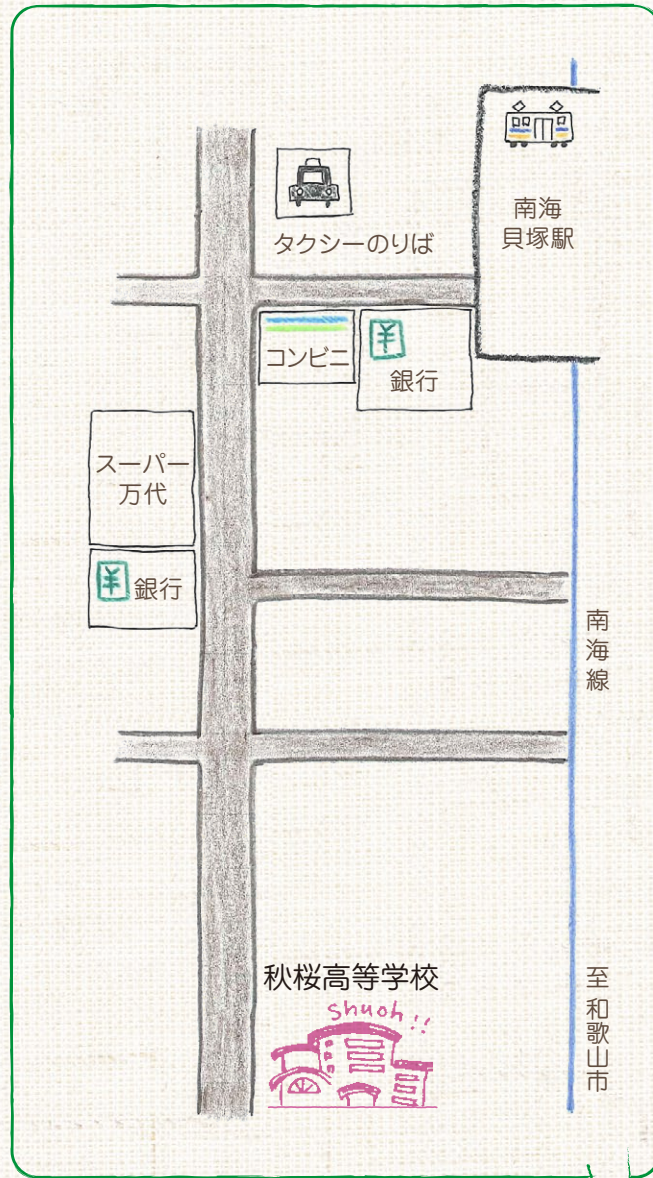 南海
貝塚駅
タクシーのりば
コンビニ
¥
銀行
スーパー
万代
¥
銀行
南海線
秋桜高等学校
Shuoh!!
至和歌山市